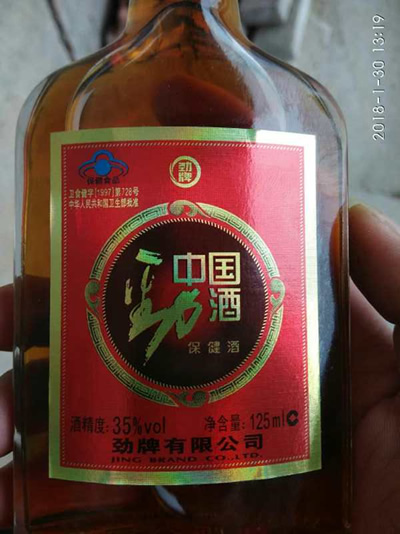 2018-1-30 13:19
保健食品
劲牌
卫食健字[1997]第728号
中华人民共和国卫生部批准
中国
劲酒
保健酒
酒精度: 35%vol
净含量: 125ml C
劲牌有限公司
JING BRAND CO.,LTD.